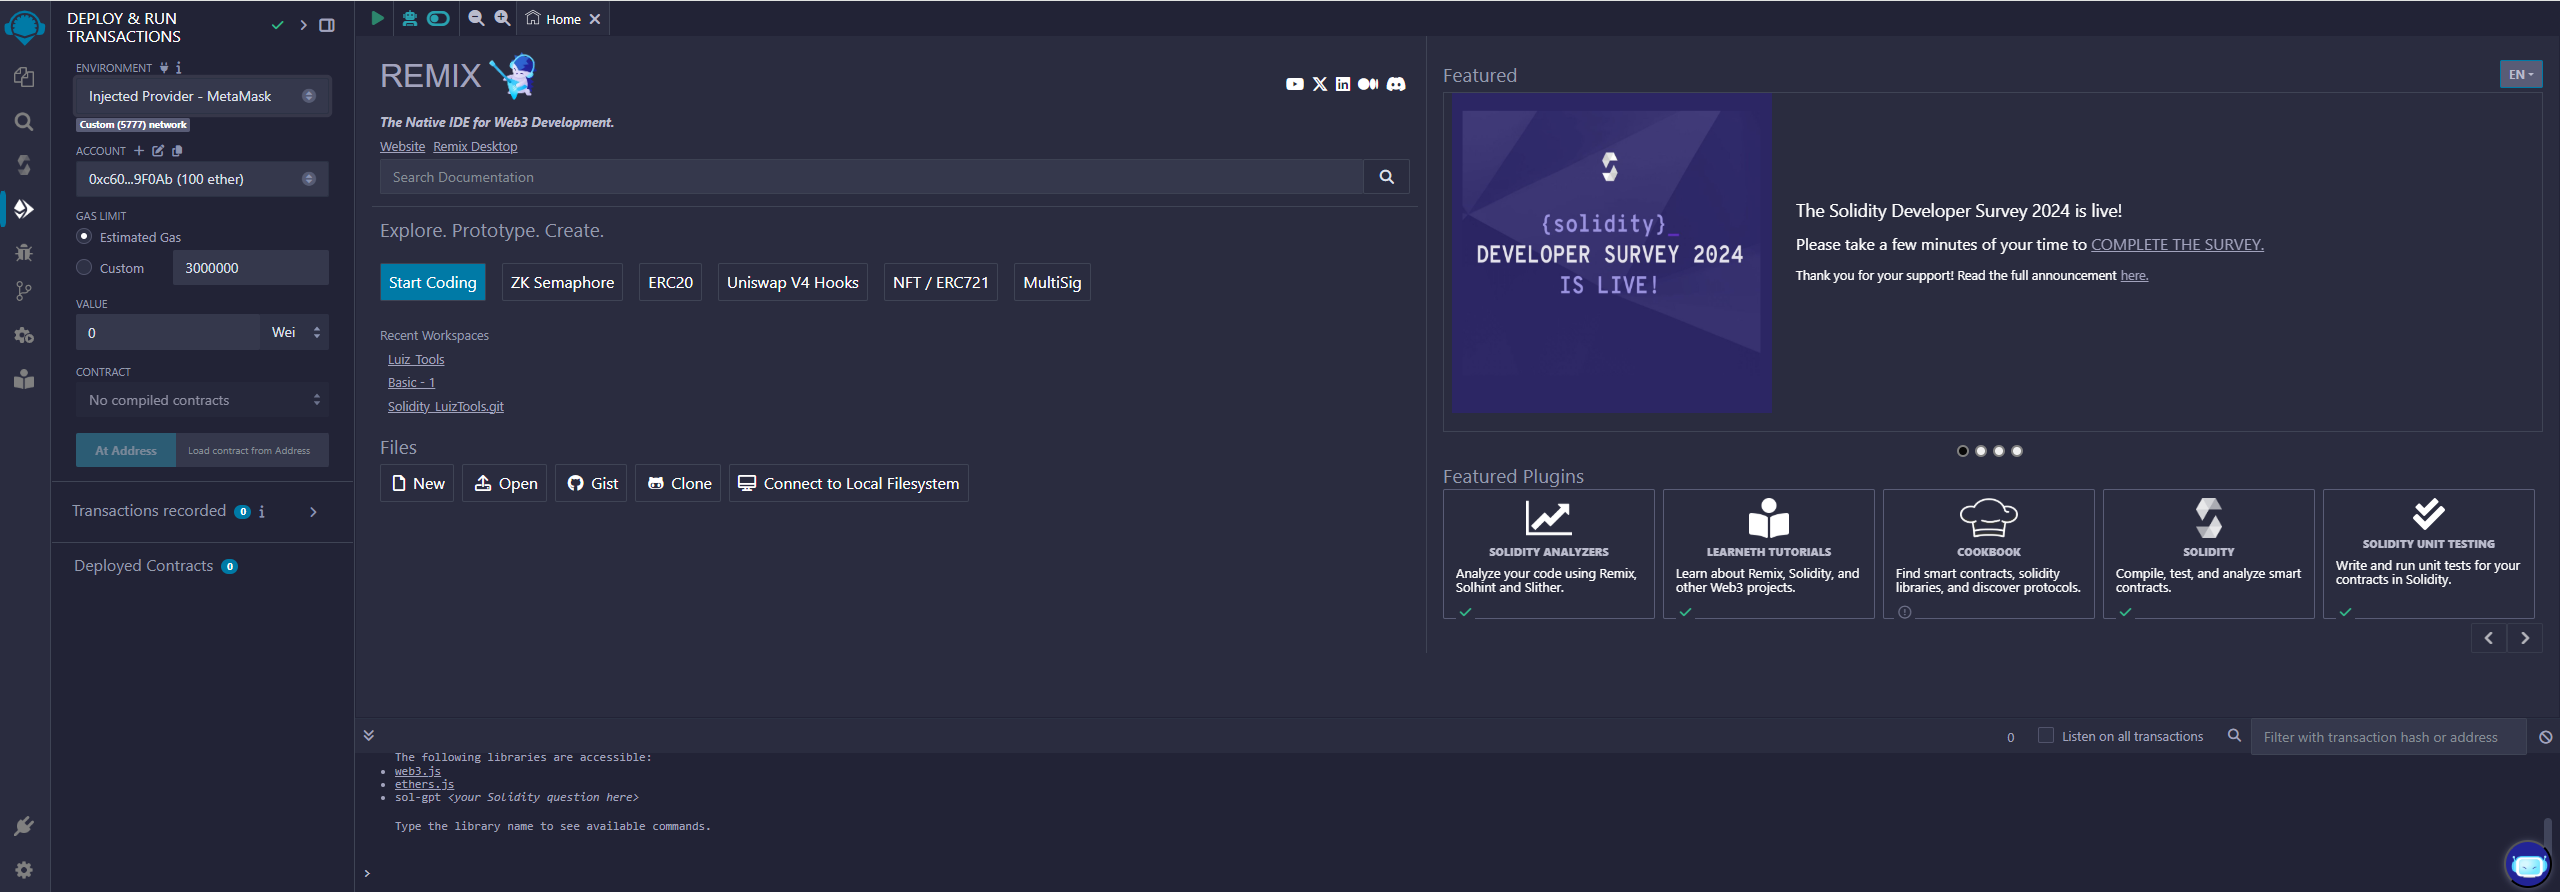 DEPLOY & RUN
TRANSACTIONS
ENVIRONMENT
Injected Provider - MetaMask
Custom (5777) network
ACCOUNT
0xc60...9F0Ab (100 ether)
GAS LIMIT
Estimated Gas
Custom
3000000
VALUE
0
Wei
CONTRACT
No compiled contracts
At Address
Load contract from Address
Transactions recorded 0
Deployed Contracts 0
Home
REMIX
The Native IDE for Web3 Development.
Website Remix Desktop
Search Documentation
Explore. Prototype. Create.
Start Coding
ZK Semaphore
ERC20
Uniswap V4 Hooks
NFT / ERC721
MultiSig
Recent Workspaces
Luiz_Tools
Basic - 1
Solidity_LuizTools.git
Files
New
Open
Gist
Clone
Connect to Local Filesystem
Featured
EN
{solidity}_
DEVELOPER SURVEY 2024
IS LIVE!
The Solidity Developer Survey 2024 is live!
Please take a few minutes of your time to COMPLETE THE SURVEY.
Thank you for your support! Read the full announcement here.
Featured Plugins
SOLIDITY ANALYZERS
Analyze your code using Remix,
Solhint and Slither.
LEARNETH TUTORIALS
Learn about Remix, Solidity, and
other Web3 projects.
COOKBOOK
Find smart contracts, solidity
libraries, and discover protocols.
SOLIDITY
Compile, test, and analyze smart
contracts.
SOLIDITY UNIT TESTING
Write and run unit tests for your
contracts in Solidity.
0
Listen on all transactions
Filter with transaction hash or address
The following libraries are accessible:
• web3.js
• ethers.js
• sol-gpt <your Solidity question here>
Type the library name to see available commands.
>